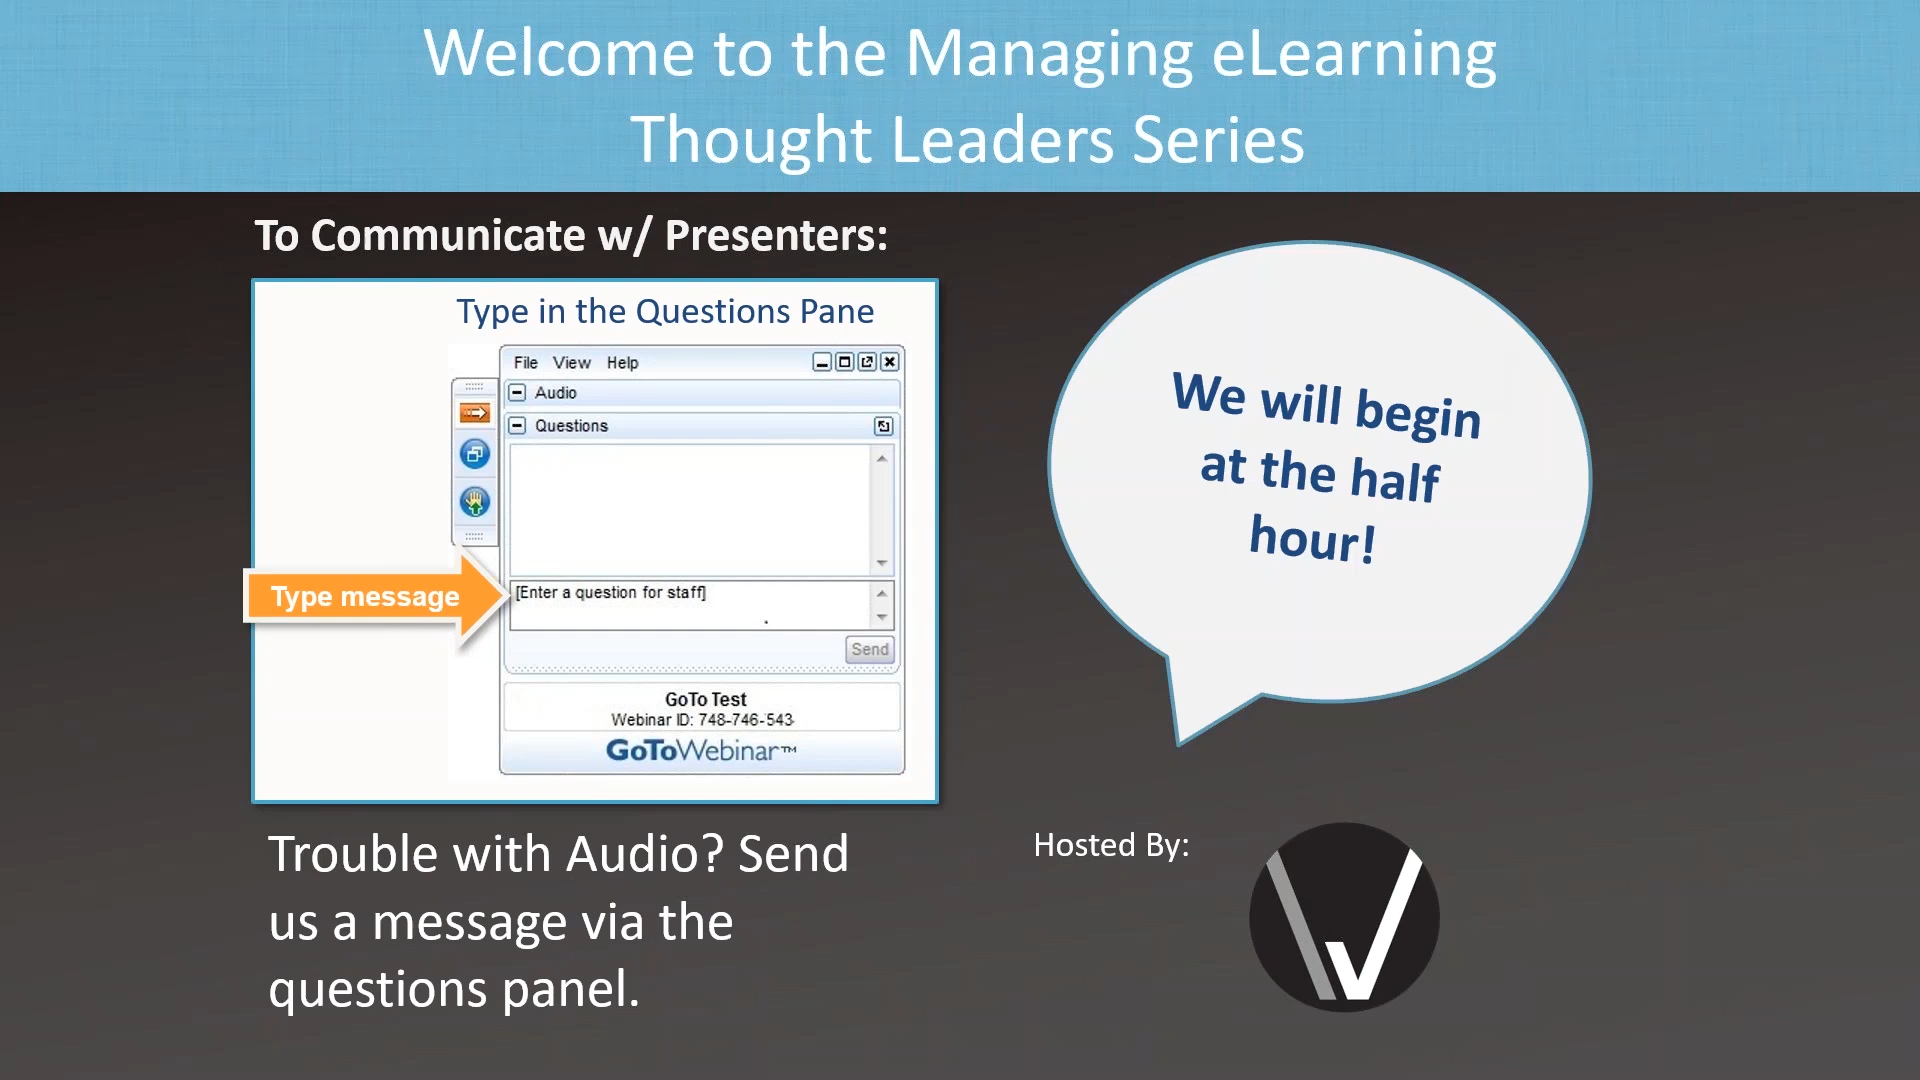 Welcome to the Managing eLearning
Thought Leaders Series
To Communicate w/ Presenters:
Type in the Questions Pane
File View Help
Audio
Questions
Type message
[Enter a question for staff]
Send
GoTo Test
Webinar ID: 748-746-543
GoToWebinar™
We will begin
at the half
hour!
Trouble with Audio? Send
us a message via the
questions panel.
Hosted By: